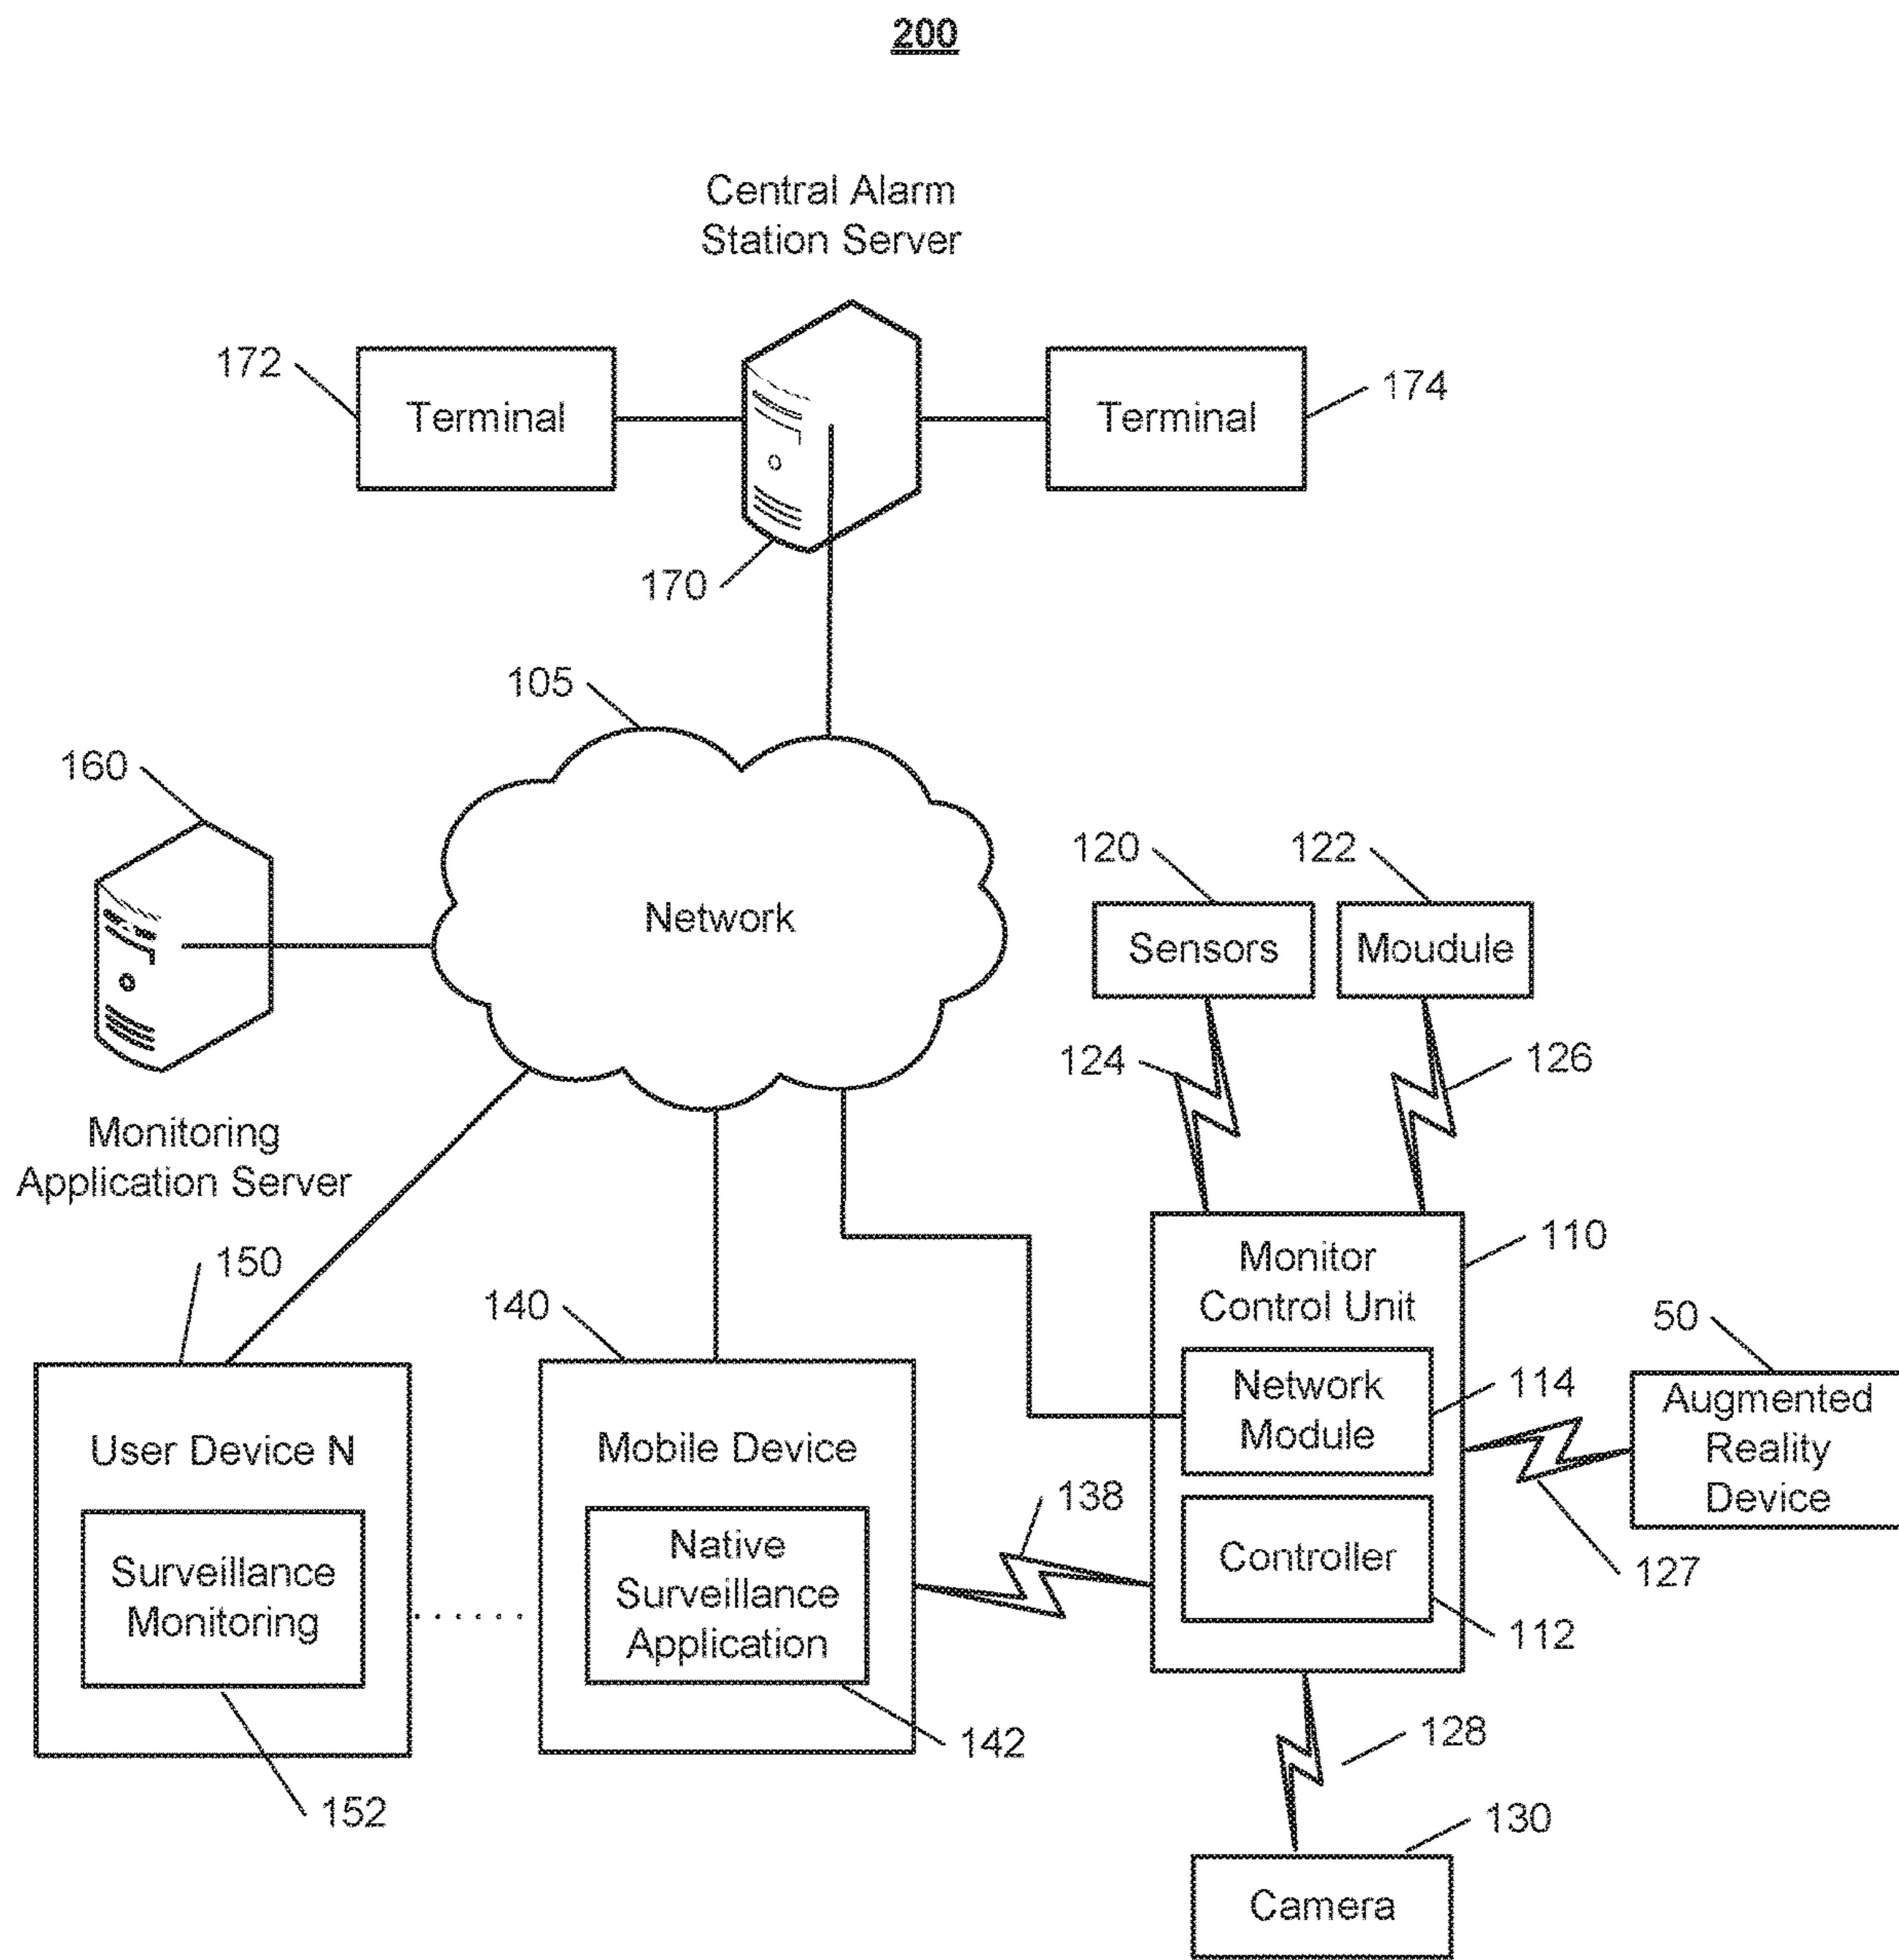 200
Central Alarm
Station Server
172
Terminal
Terminal
174
170
105
160
Network
120
122
Sensors
Moudule
124
126
Monitoring
Application Server
150
140
Monitor
Control Unit
110
50
Network
Module
114
Augmented
Reality
Device
User Device N
Mobile Device
138
127
Surveillance
Monitoring
Native
Surveillance
Application
Controller
112
142
128
152
130
Camera